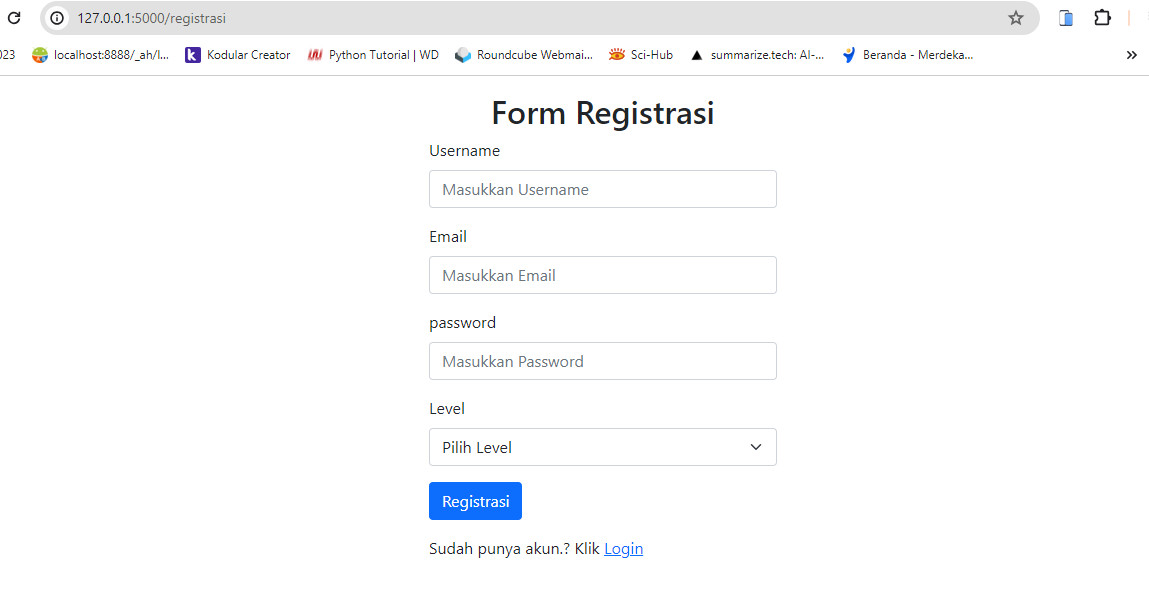 127.0.0.1:5000/registrasi
023 localhost:8888/_ah/l... Kodular Creator Python Tutorial | WD Roundcube Webmai... Sci-Hub summarize.tech: AI-... Beranda - Merdeka... »
Form Registrasi
Username
Masukkan Username
Email
Masukkan Email
password
Masukkan Password
Level
Pilih Level
Registrasi
Sudah punya akun.? Klik Login